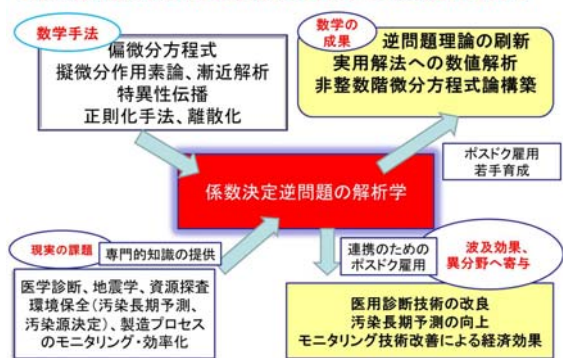 数学手法
偏微分方程式
擬微分作用素論、漸近解析
特異性伝播
正則化手法、離散化
数学の
成果
逆問題理論の刷新
実用解法への数値解析
非整数階微分方程式論構築
ポスドク雇用
若手育成
係数決定逆問題の解析学
現実の課題
専門的知識の提供
医学診断、地震学、資源探査
環境保全(汚染長期予測、
汚染源決定)、製造プロセス
のモニタリング・効率化
連携のための
ポスドク雇用
波及効果、
異分野へ寄与
医用診断技術の改良
汚染長期予測の向上
モニタリング技術改善による経済効果